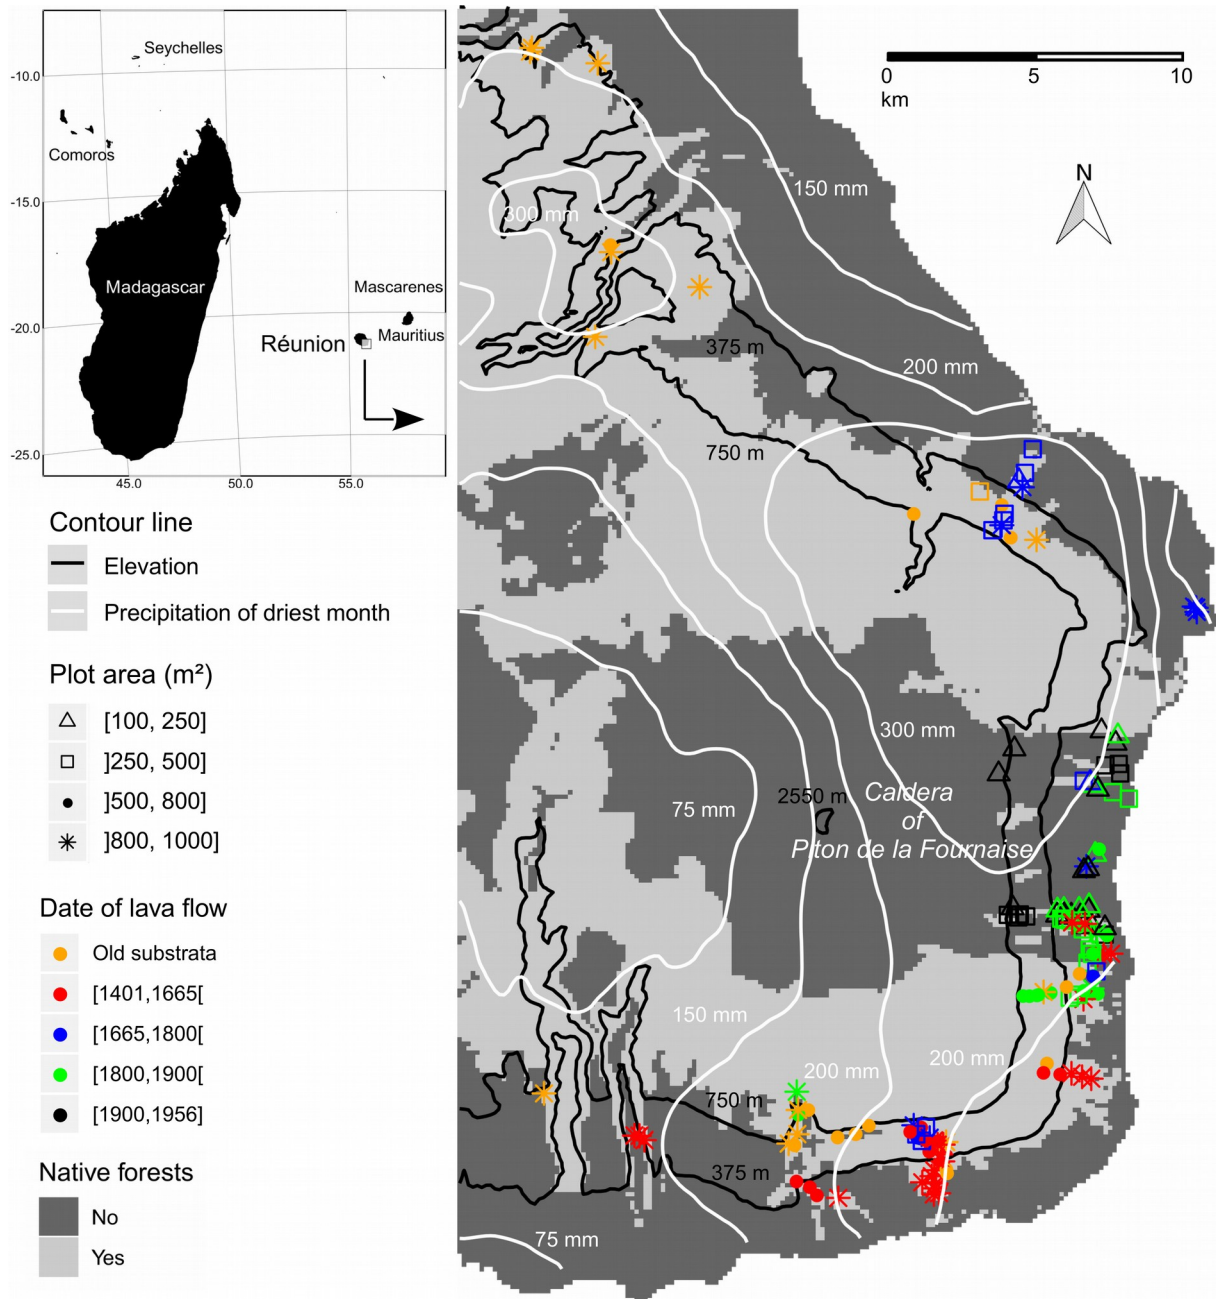 Seychelles
-10.0
Comoros
-15.0
Madagascar
Mascarenes
-20.0
Mauritius
Réunion
-25.0
45.0
50.0
55.0
Contour line
Elevation
Precipitation of driest month
Plot area (m²)
[100, 250]
]250, 500]
]500, 800]
]800, 1000]
Date of lava flow
Old substrata
[1401,1665[
[1665,1800[
[1800,1900[
[1900,1956]
Native forests
No
Yes
0 5 10
km
N
150 mm
300 mm
375 m
200 mm
750 m
300 mm
2550 m
Caldera
of
Piton de la Fournaise
75 mm
150 mm
200 mm
200 mm
750 m
375 m
75 mm